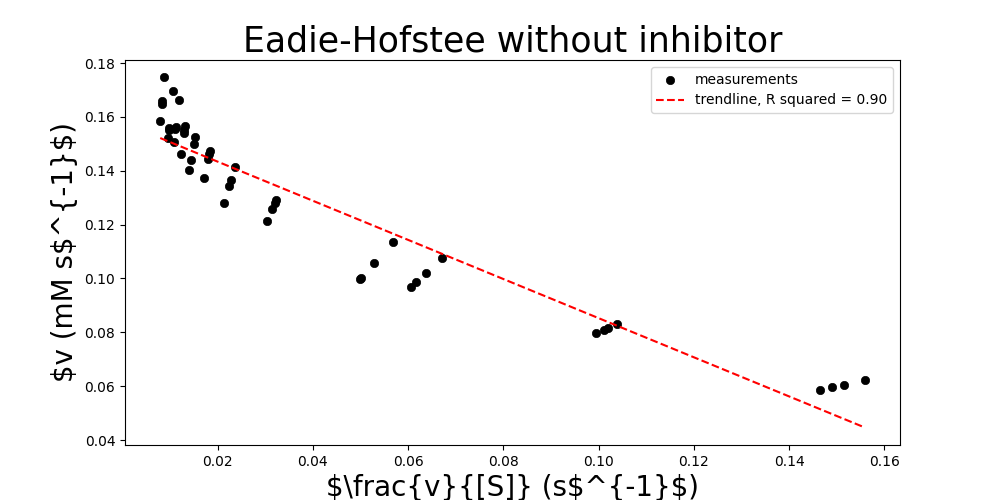 Eadie-Hofstee without inhibitor
measurements
trendline, R squared = 0.90
$v (mM s$^{-1}$)
0.18
0.16
0.14
0.12
0.10
0.08
0.06
0.04
0.02 0.04 0.06 0.08 0.10 0.12 0.14 0.16
$\frac{v}{[S]} (s$^{-1}$)